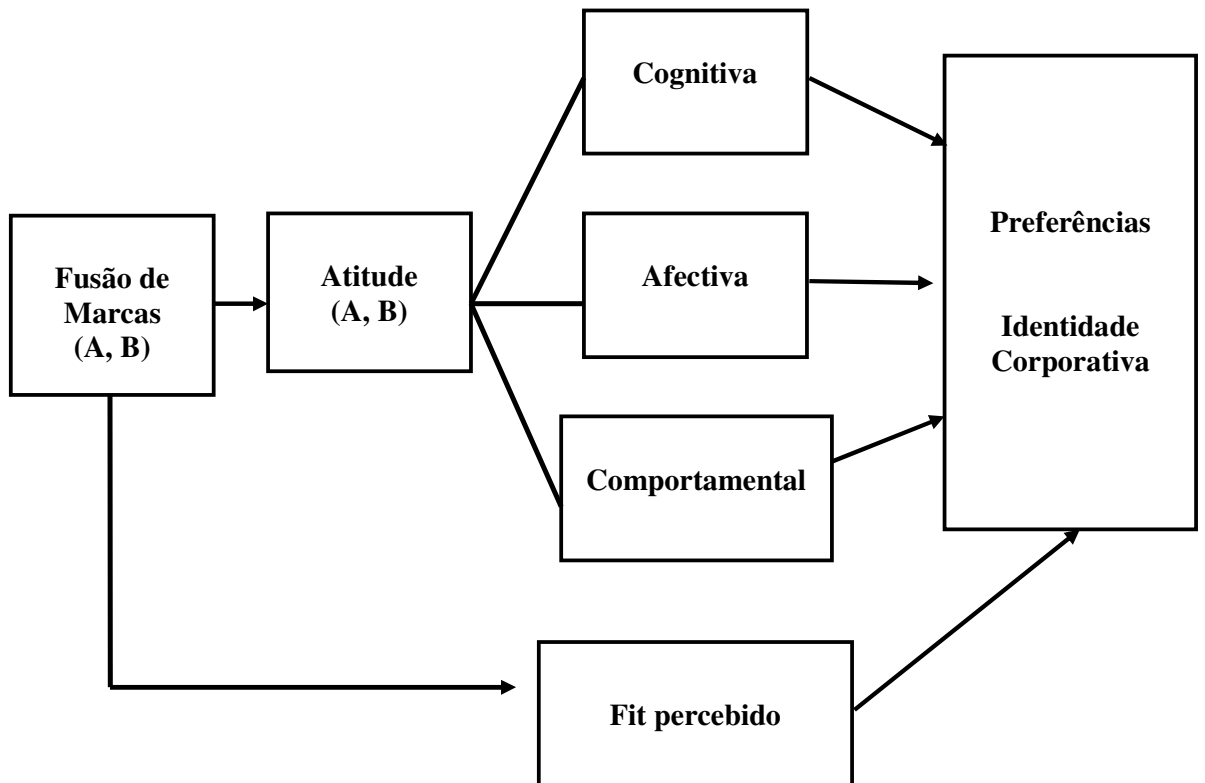 Fusão de
Marcas
(A, B)
Atitude
(A, B)
Cognitiva
Afectiva
Comportamental
Fit percebido
Preferências
Identidade
Corporativa